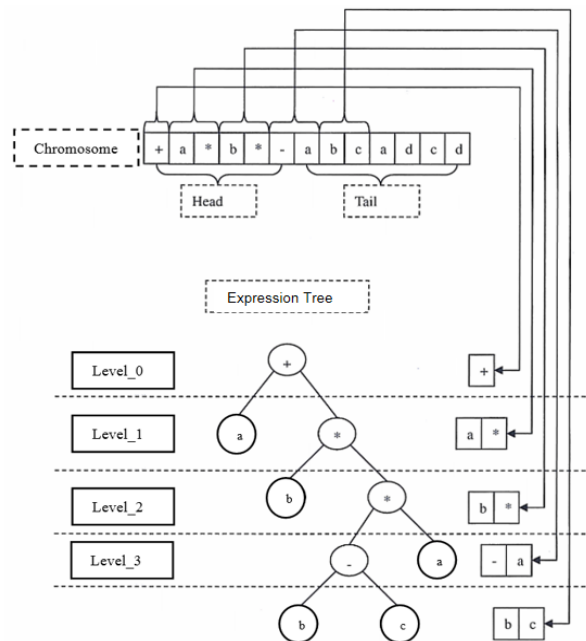 Chromosome + a * b * - a b c a d c d
Head Tail
Expression Tree
Level_0 + +
Level_1 a * a *
Level_2 b * b *
Level_3 - a - a
b c b c